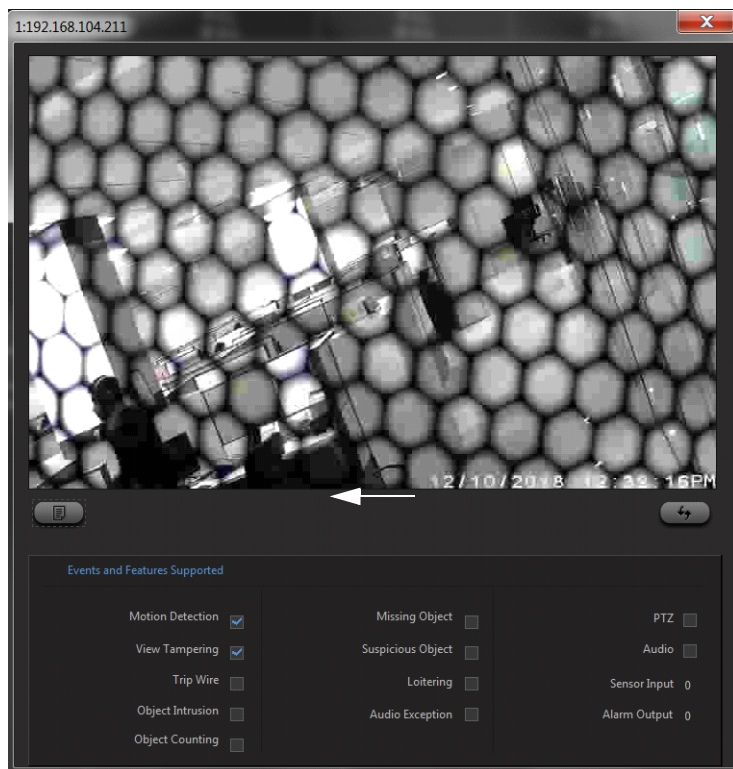 1:192.168.104.211
12/10/2018 12:39:16PM
Events and Features Supported
Motion Detection
View Tampering
Trip Wire
Object Intrusion
Object Counting
Missing Object
Suspicious Object
Loitering
Audio Exception
PTZ
Audio
Sensor Input 0
Alarm Output 0